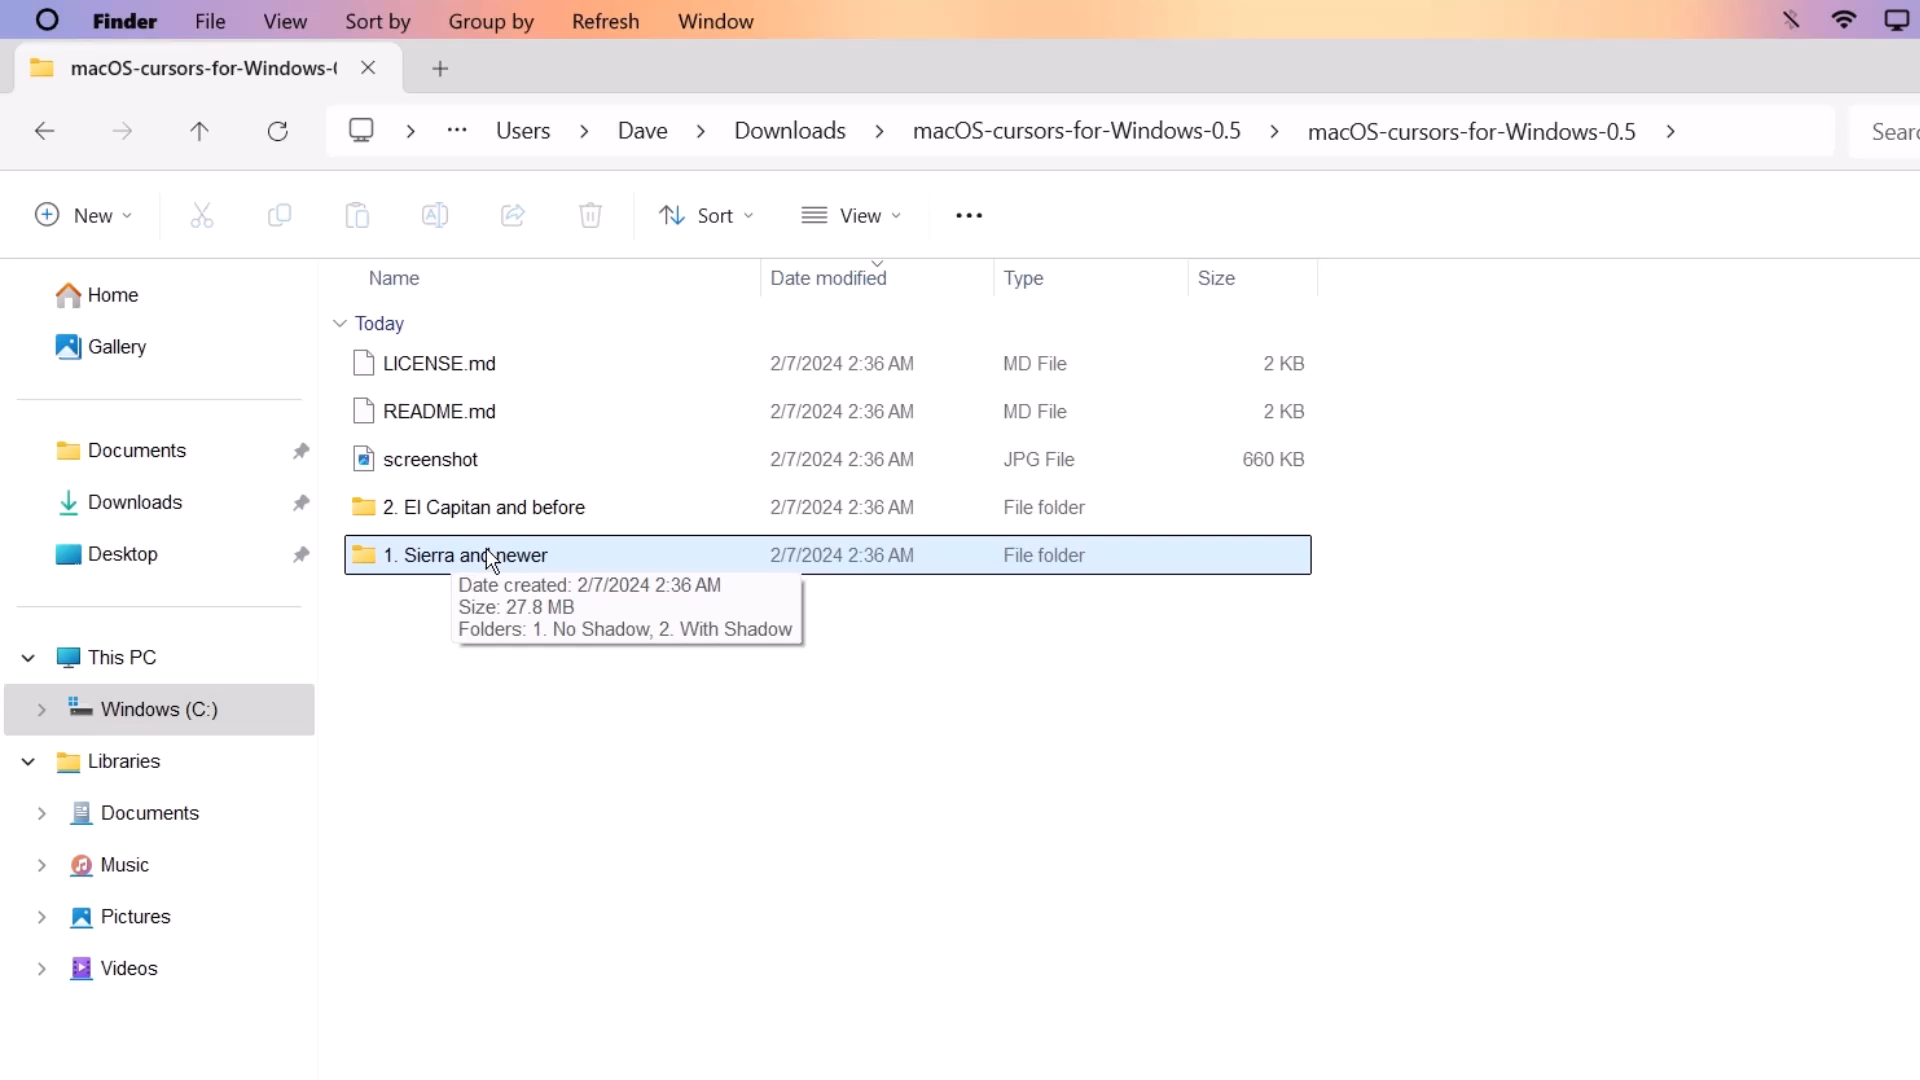 Finder File View Sort by Group by Refresh Window
macOS-cursors-for-Windows-(
Users > Dave > Downloads > macOS-cursors-for-Windows-0.5 > macOS-cursors-for-Windows-0.5 > Searc
New Sort View
Home
Gallery
Documents
Downloads
Desktop
This PC
Windows (C:)
Libraries
Documents
Music
Pictures
Videos
Name Date modified Type Size
Today
LICENSE.md 2/7/2024 2:36 AM MD File 2 KB
README.md 2/7/2024 2:36 AM MD File 2 KB
screenshot 2/7/2024 2:36 AM JPG File 660 KB
2. El Capitan and before 2/7/2024 2:36 AM File folder
1. Sierra and newer 2/7/2024 2:36 AM File folder
Date created: 2/7/2024 2:36 AM
Size: 27.8 MB
Folders: 1. No Shadow, 2. With Shadow